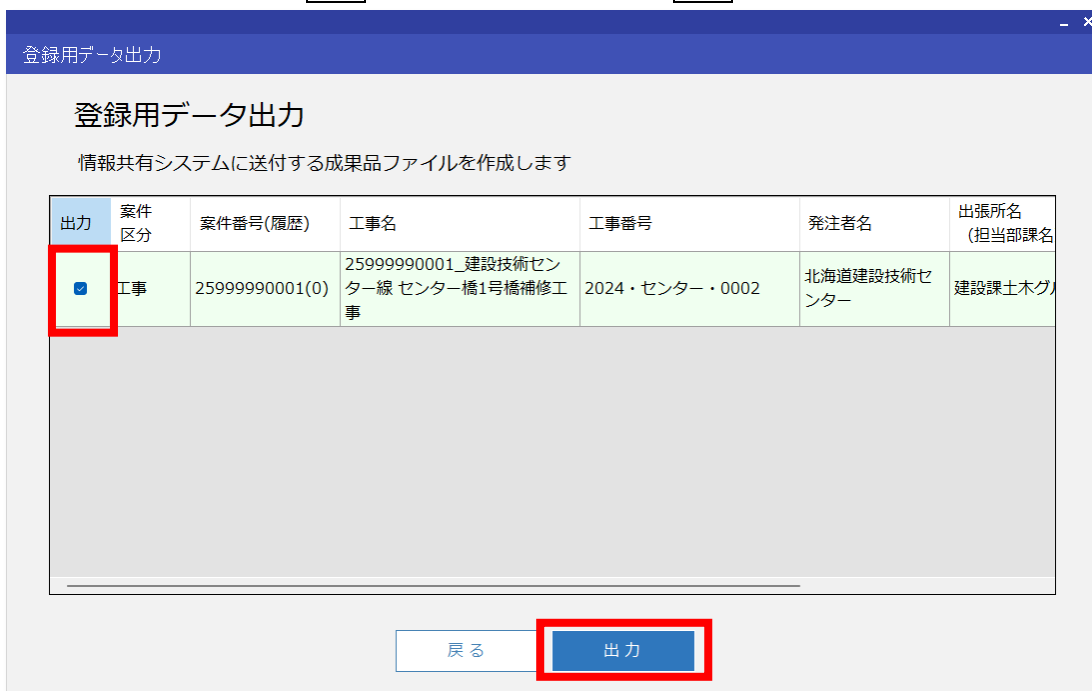 登録用データ出力
登録用データ出力
情報共有システムに送付する成果品ファイルを作成します
出力 案件 案件番号(履歴) 工事名 工事番号 発注者名 出張所名
区分 (担当部課名
工事 25999990001(0) 25999990001_建設技術セン 2024・センター・0002 北海道建設技術セ 建設課土木グ
ター線 センター橋1号橋補修工 ンター
事
戻る 出力